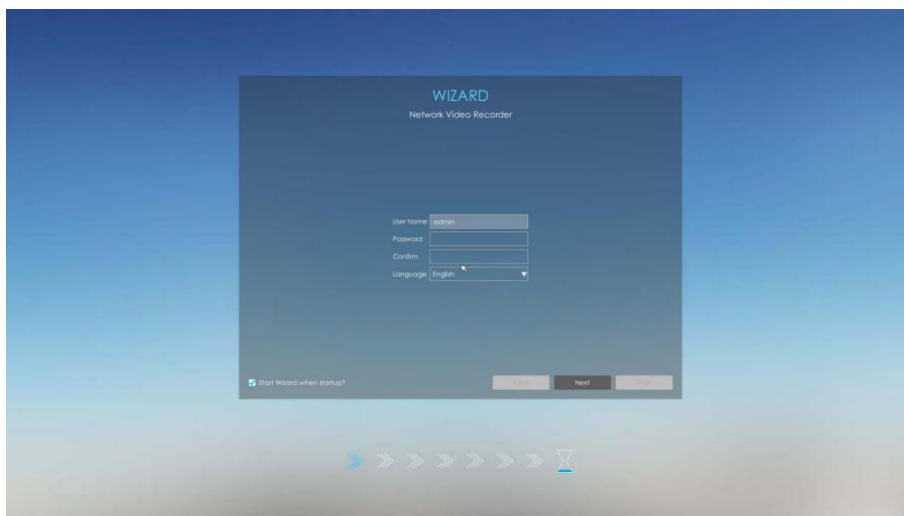 WIZARD
Network Video Recorder
User Name admin
Password
Confirm
Language English
Start Wizard when startup?
Next